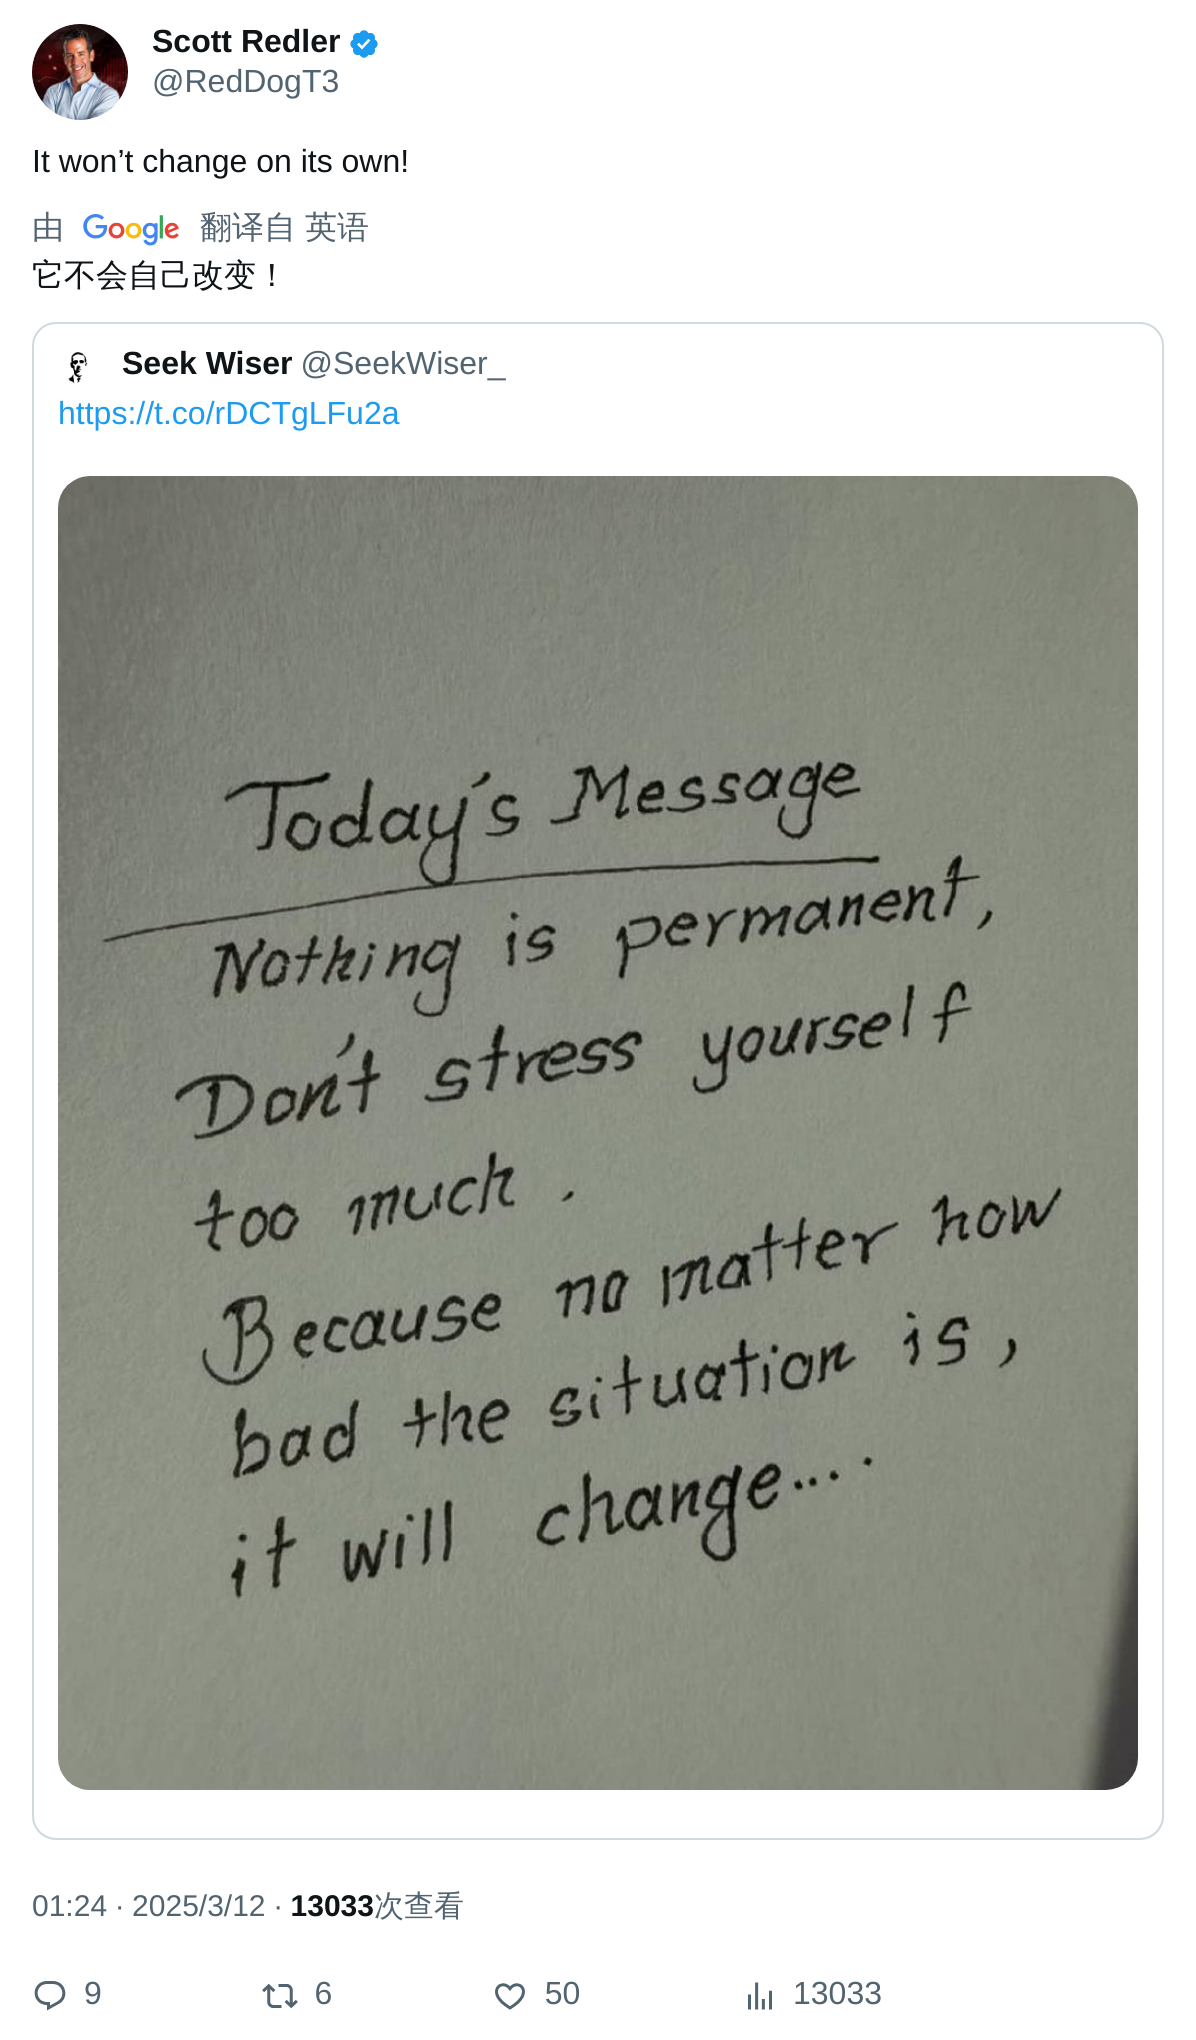 Scott Redler
@RedDogT3
It won’t change on its own!
由 Google 翻译自 英语
它不会自己改变！
Seek Wiser @SeekWiser_
https://t.co/rDCTgLFu2a
Today's Message
Nothing is permanent,
Don't stress yourself
too much .
Because no matter how
bad the situation is,
it will change....
01:24 · 2025/3/12 · 13033次查看
9 6 50 13033